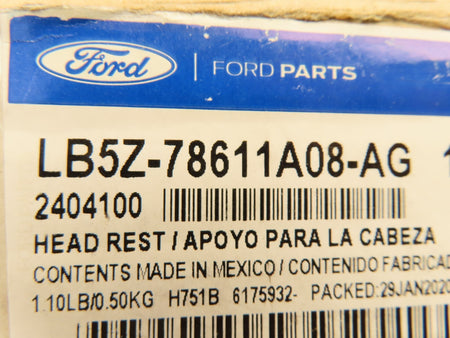 Ford | FORD PARTS
LB5Z-78611A08-AG 1
2404100
HEAD REST / APOYO PARA LA CABEZA
CONTENTS MADE IN MEXICO / CONTENIDO FABRICAD
1.10LB/0.50KG H751B 6175932- PACKED:29JAN2020